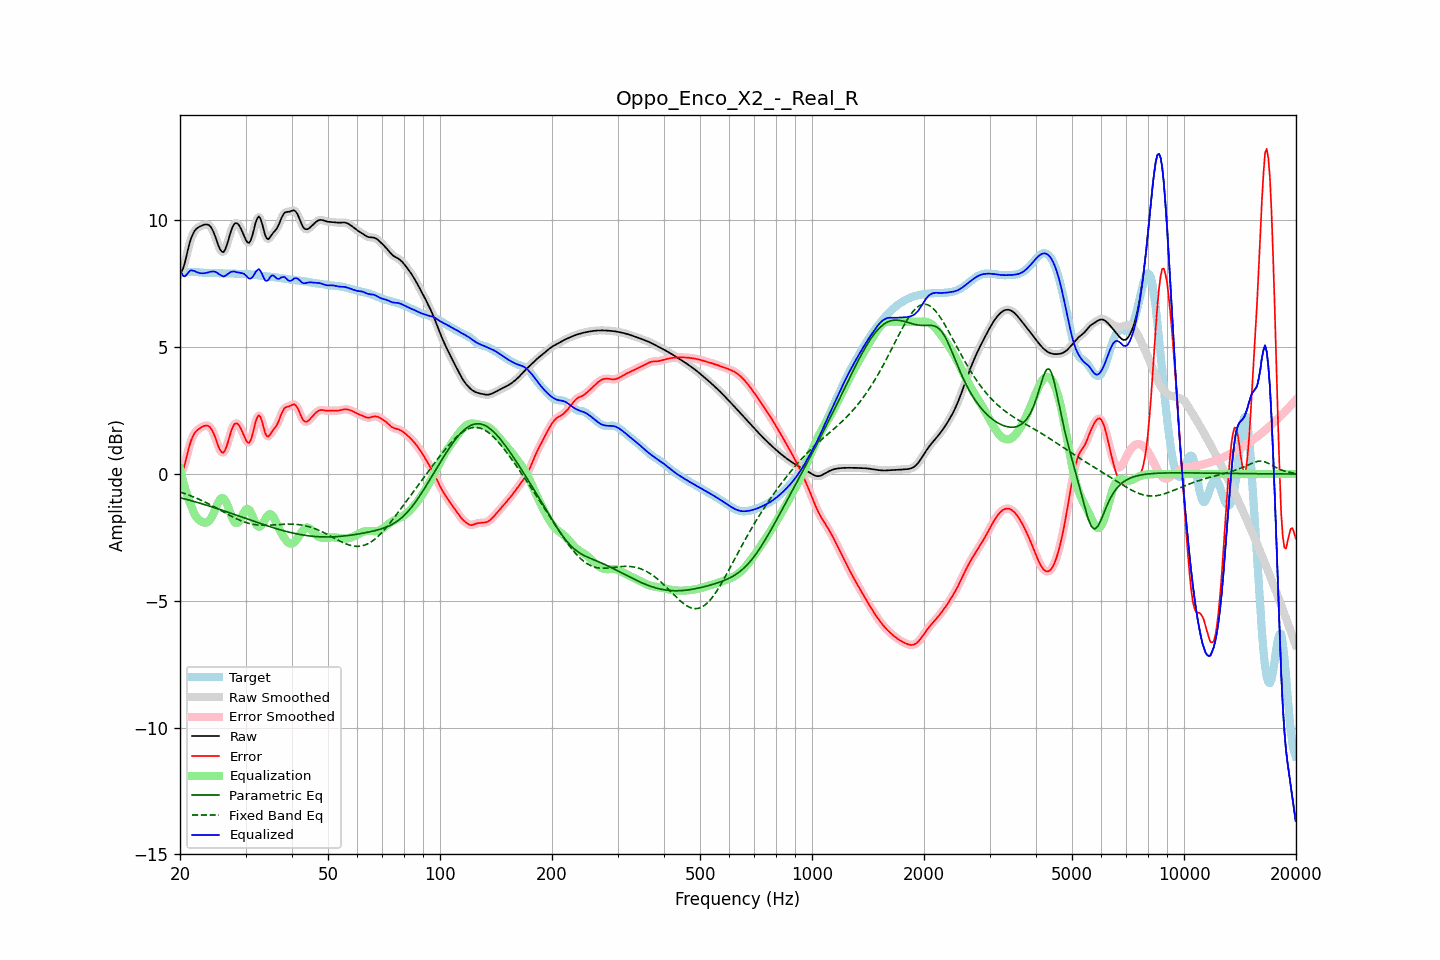 Oppo_Enco_X2_-_Real_R
Amplitude (dBr)
10
5
0
−5
−10
−15
Target
Raw Smoothed
Error Smoothed
Raw
Error
Equalization
Parametric Eq
Fixed Band Eq
Equalized
20 50 100 200 500 1000 2000 5000 10000 20000
Frequency (Hz)